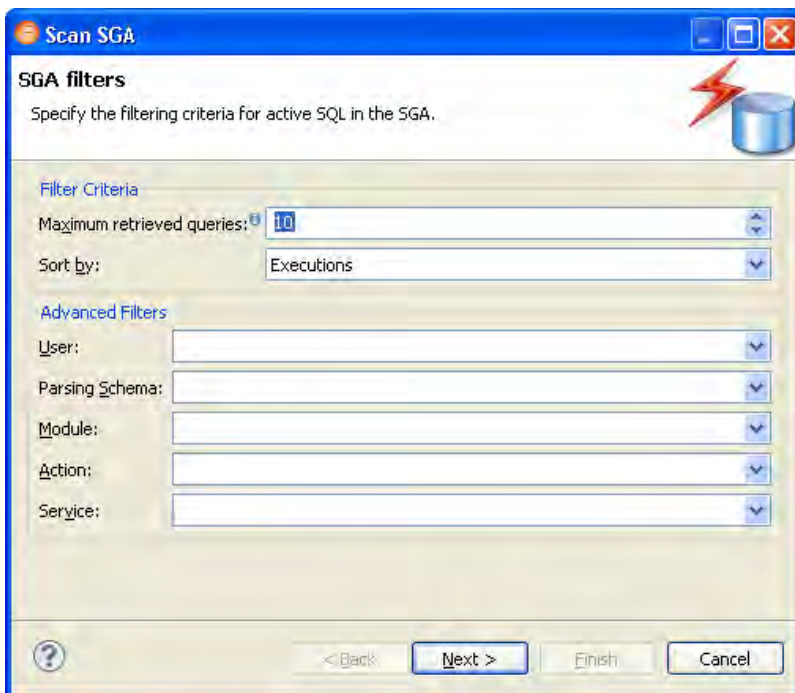 Scan SGA
SGA filters
Specify the filtering criteria for active SQL in the SGA.
Filter Criteria
Maximum retrieved queries: 10
Sort by: Executions
Advanced Filters
User:
Parsing Schema:
Module:
Action:
Service:
< Back Next > Finish Cancel